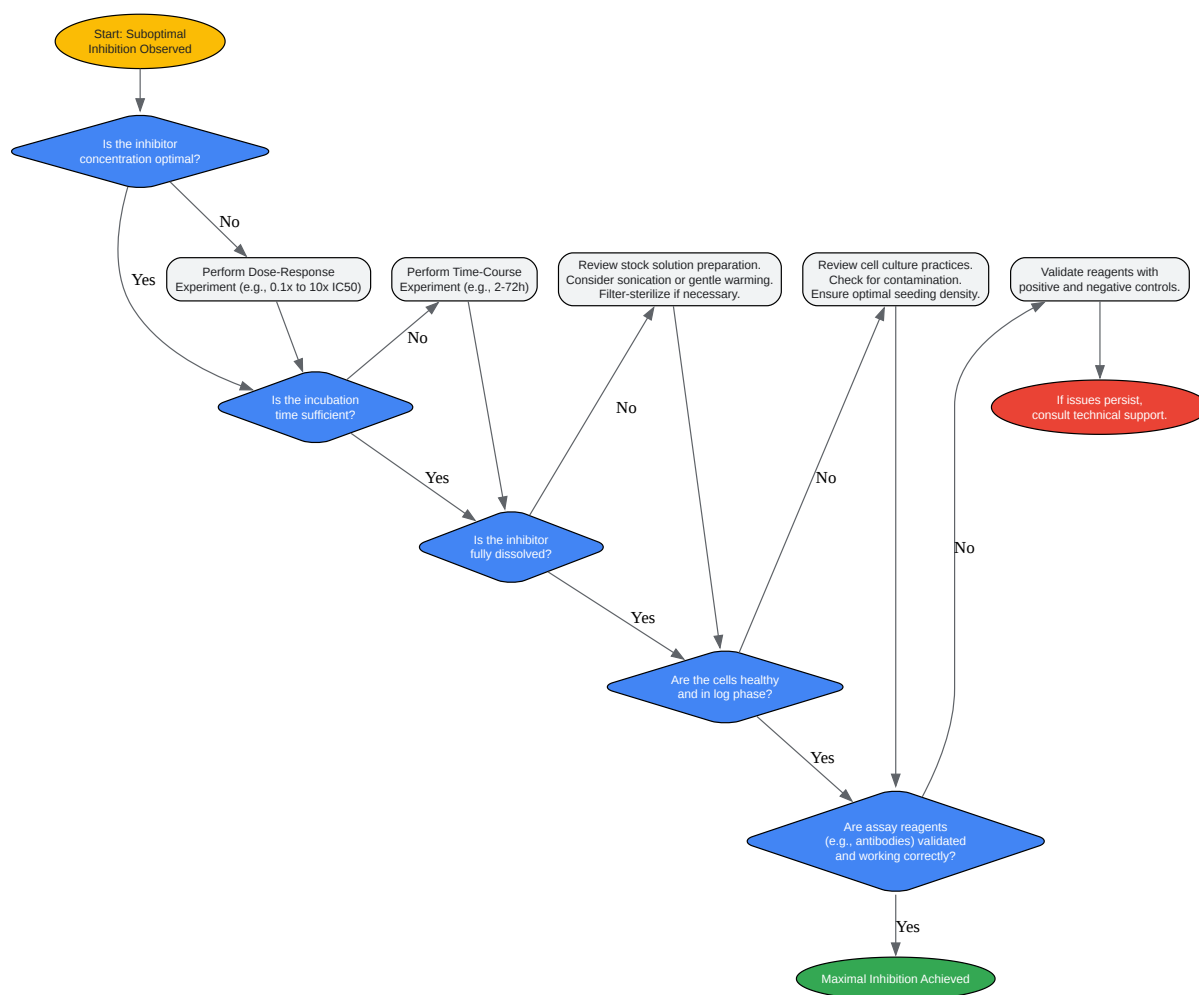 Start: Suboptimal
Inhibition Observed
Is the inhibitor
concentration optimal?
No
Yes
Perform Dose-Response
Experiment (e.g., 0.1x to 10x IC50)
Perform Time-Course
Experiment (e.g., 2-72h)
Review stock solution preparation.
Consider sonication or gentle warming.
Filter-sterilize if necessary.
Review cell culture practices.
Check for contamination.
Ensure optimal seeding density.
Validate reagents with
positive and negative controls.
No
Is the incubation
time sufficient?
If issues persist,
consult technical support.
No
Yes
No
Is the inhibitor
fully dissolved?
No
Yes
Are the cells healthy
and in log phase?
Yes
Are assay reagents
(e.g., antibodies) validated
and working correctly?
Yes
Maximal Inhibition Achieved